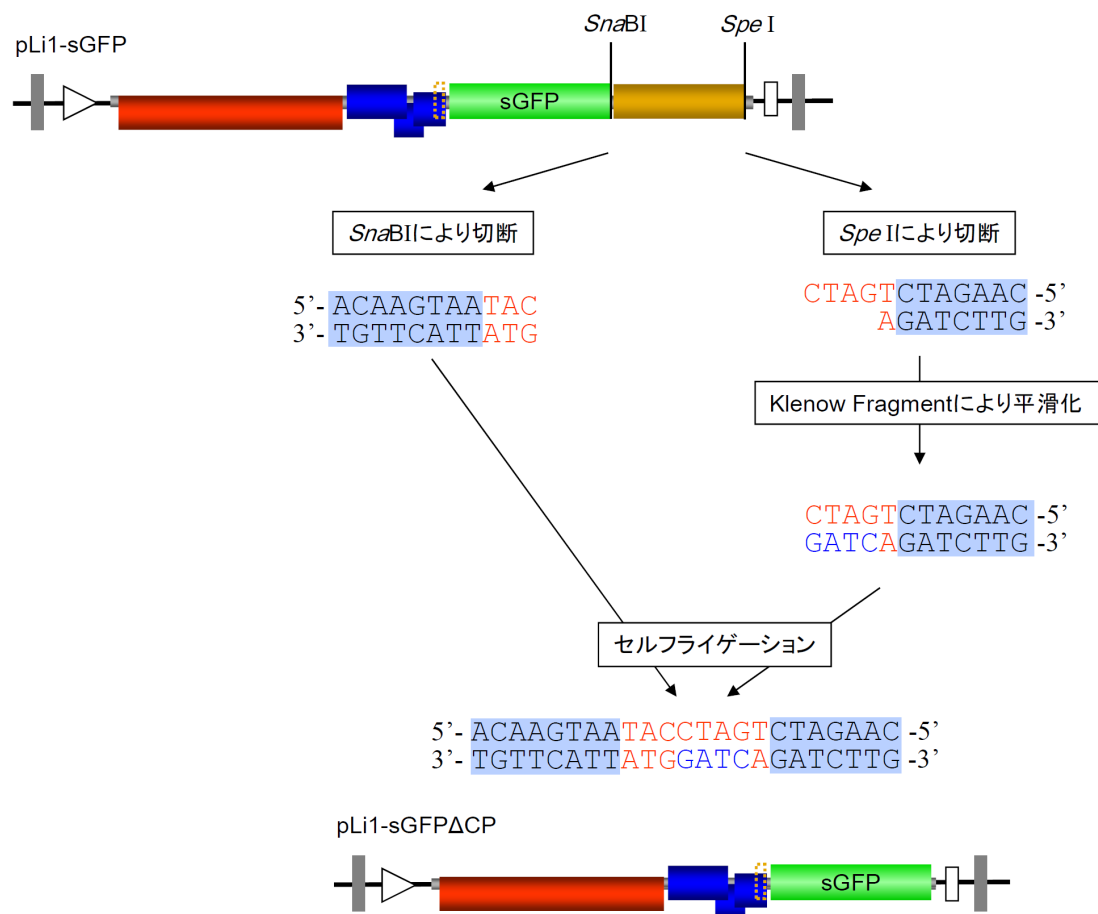 SnaBI
Spe I
pLi1-sGFP
sGFP
SnaBIにより切断
Spe Iにより切断
5’- ACAAGTAATAC
3’- TGTTCATTATG
CTAGTCTAGAAC -5’
AGATCTTG -3’
Klenow Fragmentにより平滑化
CTAGTCTAGAAC -5’
GATCAGATCTTG -3’
セルフライゲーション
5’- ACAAGTAATACCTAGTCTAGAAC -5’
3’- TGTTCATTATGGATCAGATCTTG -3’
pLi1-sGFPΔCP
sGFP